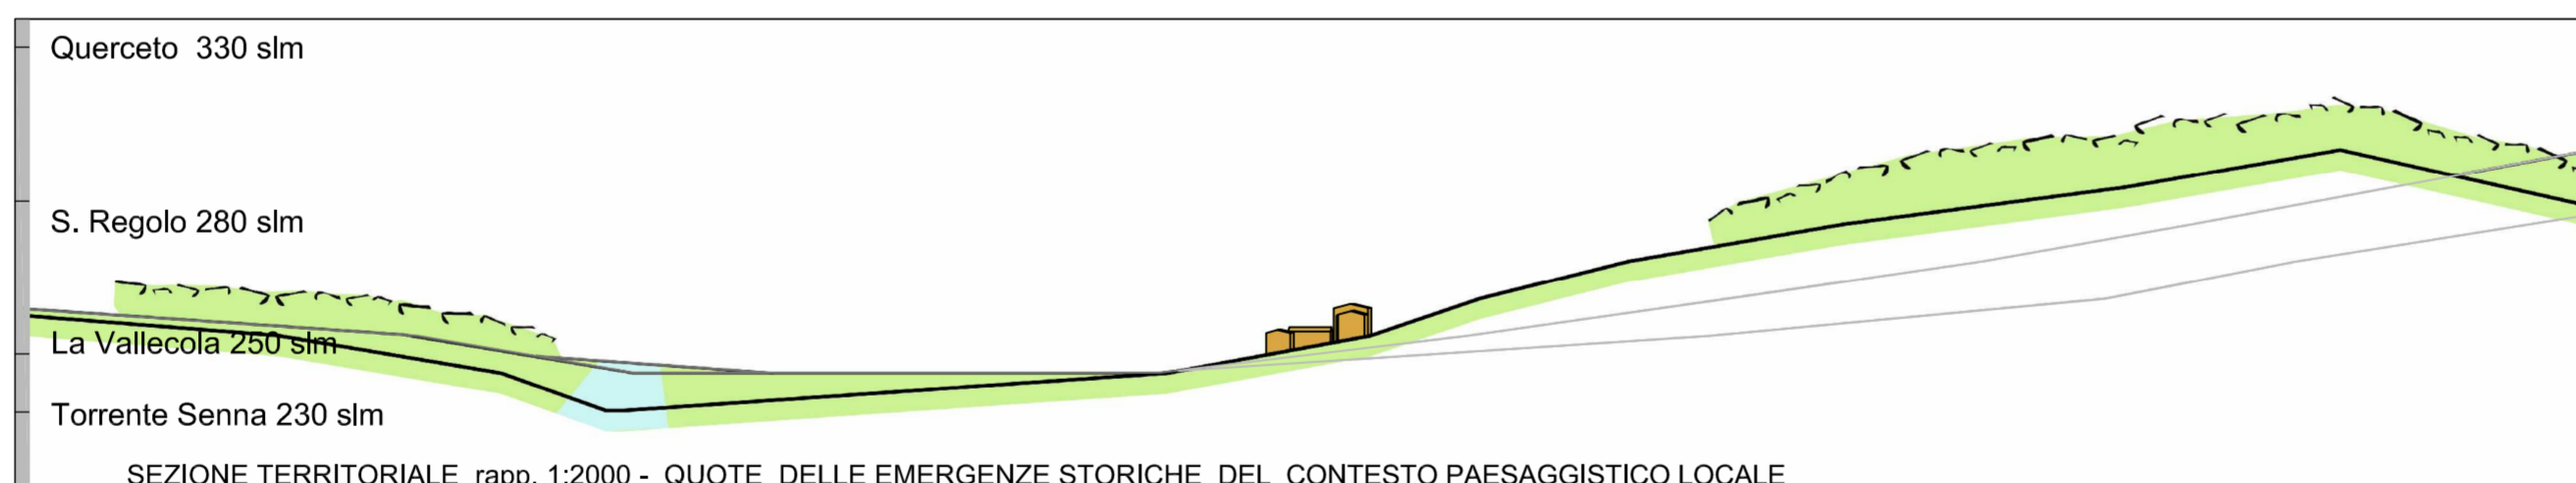 Querceto 330 slm
S. Regolo 280 slm
La Vallecola 250 slm
Torrente Senna 230 slm
SEZIONE TERRITORIALE rapp. 1:2000 - QUOTE DELLE EMERGENZE STORICHE DEL CONTESTO PAESAGGISTICO LOCALE